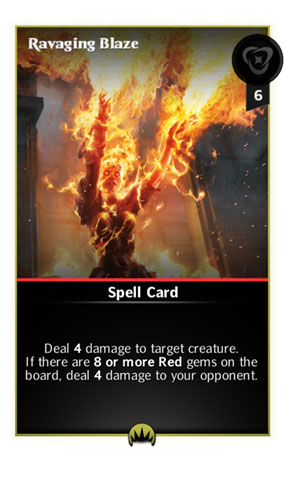 Ravaging Blaze
6
Spell Card
Deal 4 damage to target creature.
If there are 8 or more Red gems on the
board, deal 4 damage to your opponent.